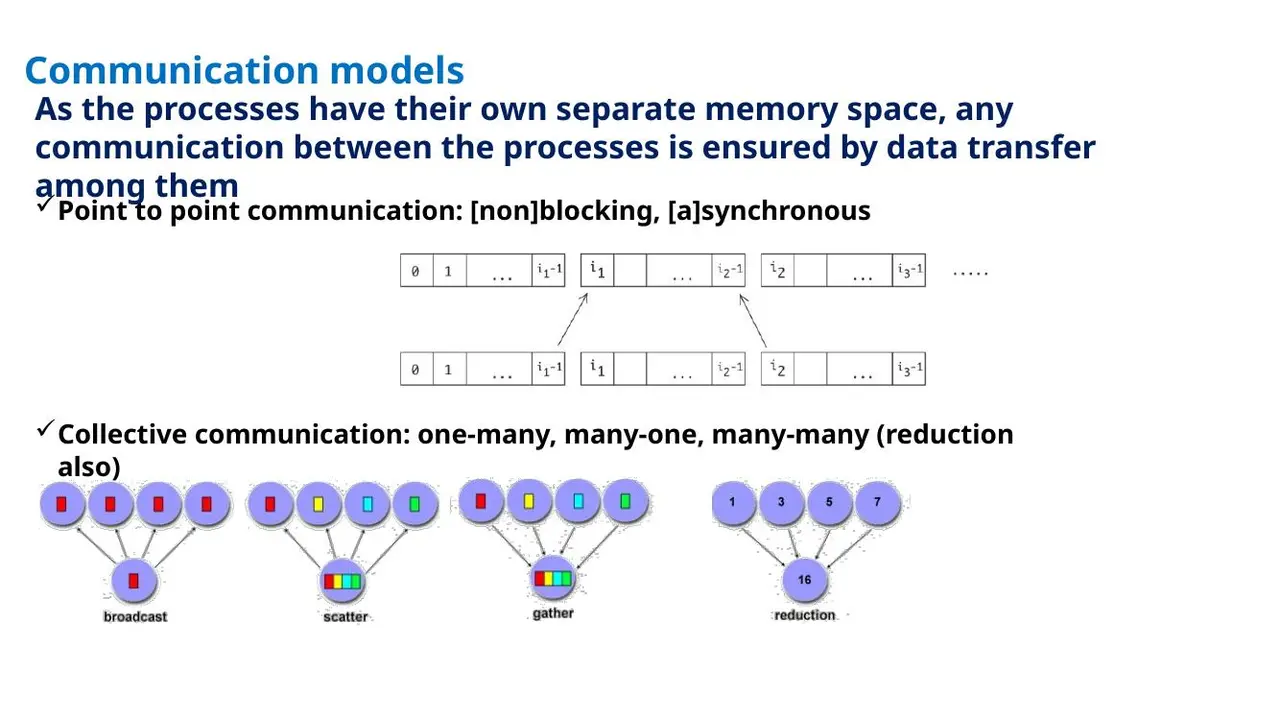 Communication models
As the processes have their own separate memory space, any
communication between the processes is ensured by data transfer
among them
✓Point to point communication: [non]blocking, [a]synchronous
0 1 ... i₁-1 i₁ ... i₂-1 i₂ ... i₃-1 .....
0 1 ... i₁-1 i₁ ... i₂-1 i₂ ... i₃-1
✓Collective communication: one-many, many-one, many-many (reduction
also)
1 3 5 7
16
broadcast scatter gather reduction